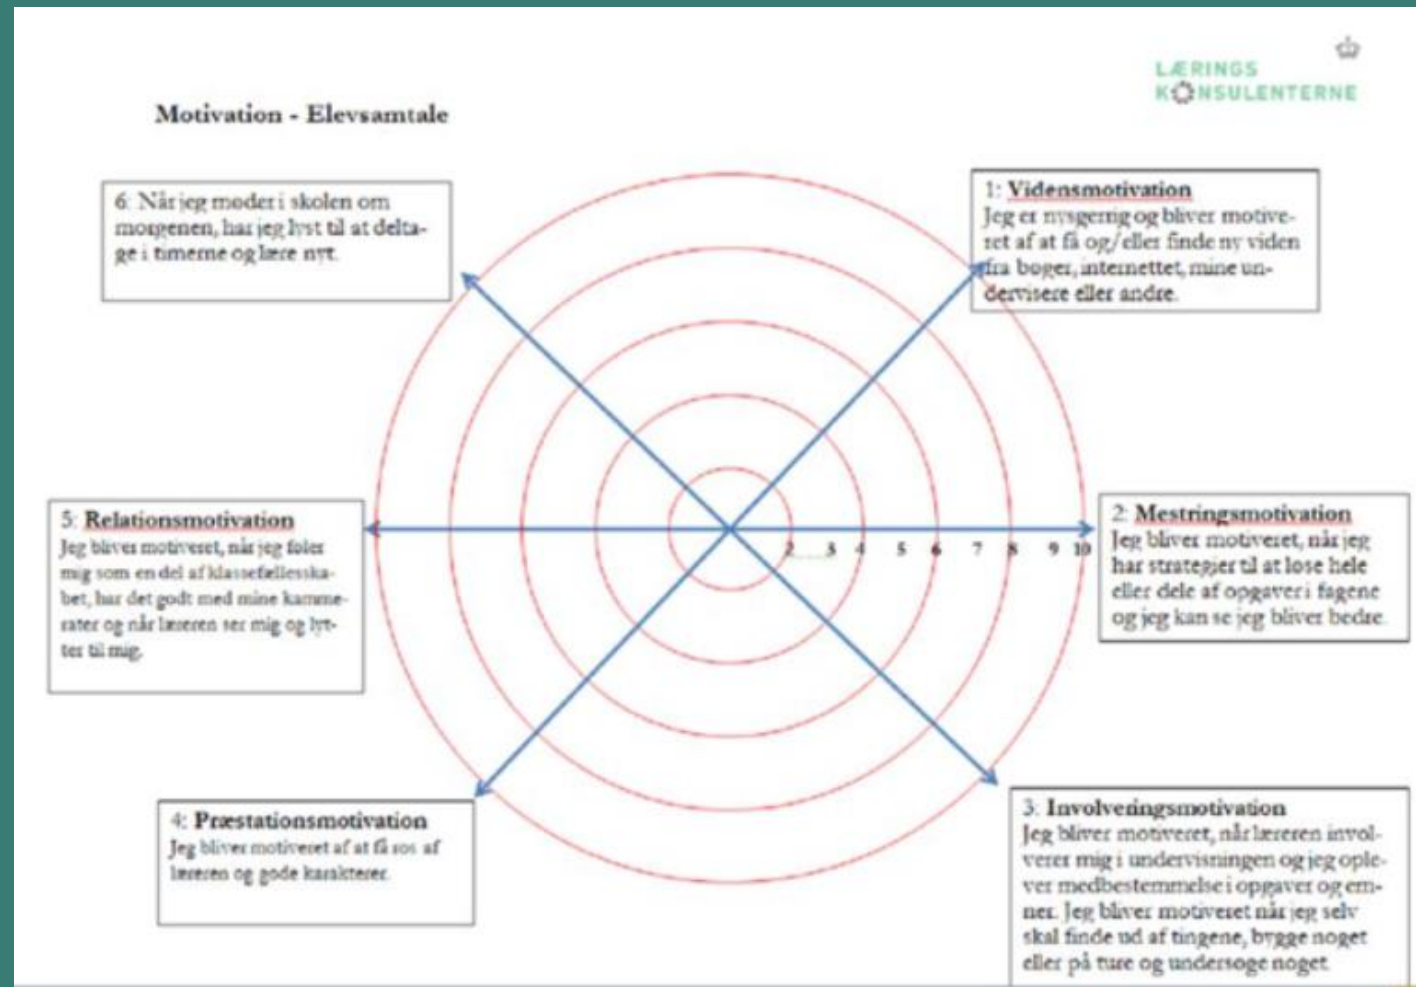 LÆRINGS
KONSULENTERNE
Motivation - Elevsamtale
6: Når jeg møder i skolen om
morgenen, har jeg lyst til at delta-
ge i timerne og lære nyt.
1: Vidensmotivation
Jeg er nysgerrig og bliver motive-
ret af at få og/eller finde ny viden
fra bøger, internettet, mine un-
dervisere eller andre.
5: Relationsmotivation
Jeg bliver motiveret, når jeg føler
mig som en del af klassefællesska-
bet, har det godt med mine kamme-
rater og når læreren ser mig og lyt-
ter til mig.
2 3 4 5 6 7 8 9 10
2: Mestringsmotivation
Jeg bliver motiveret, når jeg
har strategier til at løse hele
eller dele af opgaver i fagene
og jeg kan se jeg bliver bedre.
4: Præstationsmotivation
Jeg bliver motiveret af at få ros af
læreren og gode karakterer.
3: Involveringsmotivation
Jeg bliver motiveret, når læreren invol-
verer mig i undervisningen og jeg ople-
ver medbestemmelse i opgaver og em-
ner. Jeg bliver motiveret når jeg selv
skal finde ud af tingene, bygge noget
eller på ture og undersøge noget.